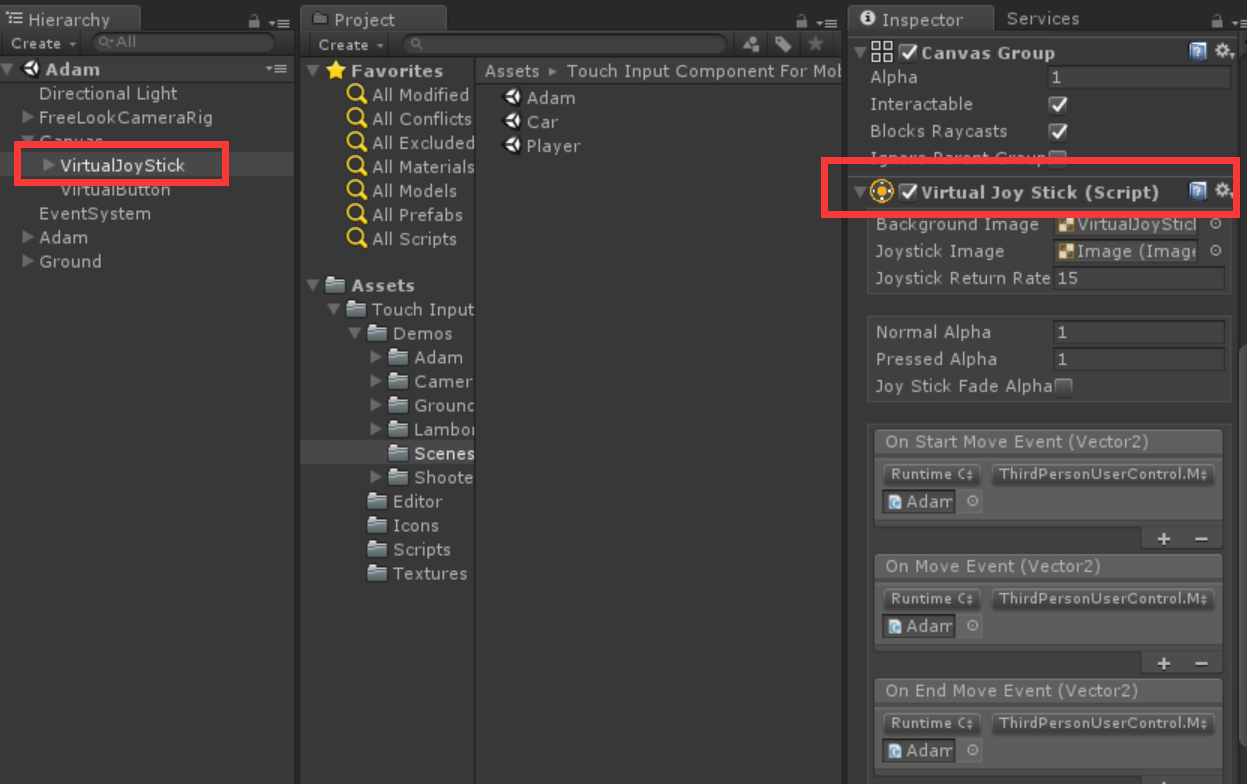 Hierarchy
Create
All
Adam
Directional Light
FreeLookCameraRig
Canvas
VirtualJoyStick
VirtualButton
EventSystem
Adam
Ground
Project
Create
Favorites
All Modified
All Conflicts
All Excluded
All Materials
All Models
All Prefabs
All Scripts
Assets
Touch Input
Demos
Adam
Camer
Ground
Lambor
Scenes
Shoote
Editor
Icons
Scripts
Textures
Assets ▸ Touch Input Component For Mob
Adam
Car
Player
Inspector
Services
Canvas Group
Alpha 1
Interactable
Blocks Raycasts
Ignore Parent Group
Virtual Joy Stick (Script)
Background Image VirtualJoyStick
Joystick Image Image (Image
Joystick Return Rate 15
Normal Alpha 1
Pressed Alpha 1
Joy Stick Fade Alpha
On Start Move Event (Vector2)
Runtime C ThirdPersonUserControl.M
Adam
On Move Event (Vector2)
Runtime C ThirdPersonUserControl.M
Adam
On End Move Event (Vector2)
Runtime C ThirdPersonUserControl.M
Adam